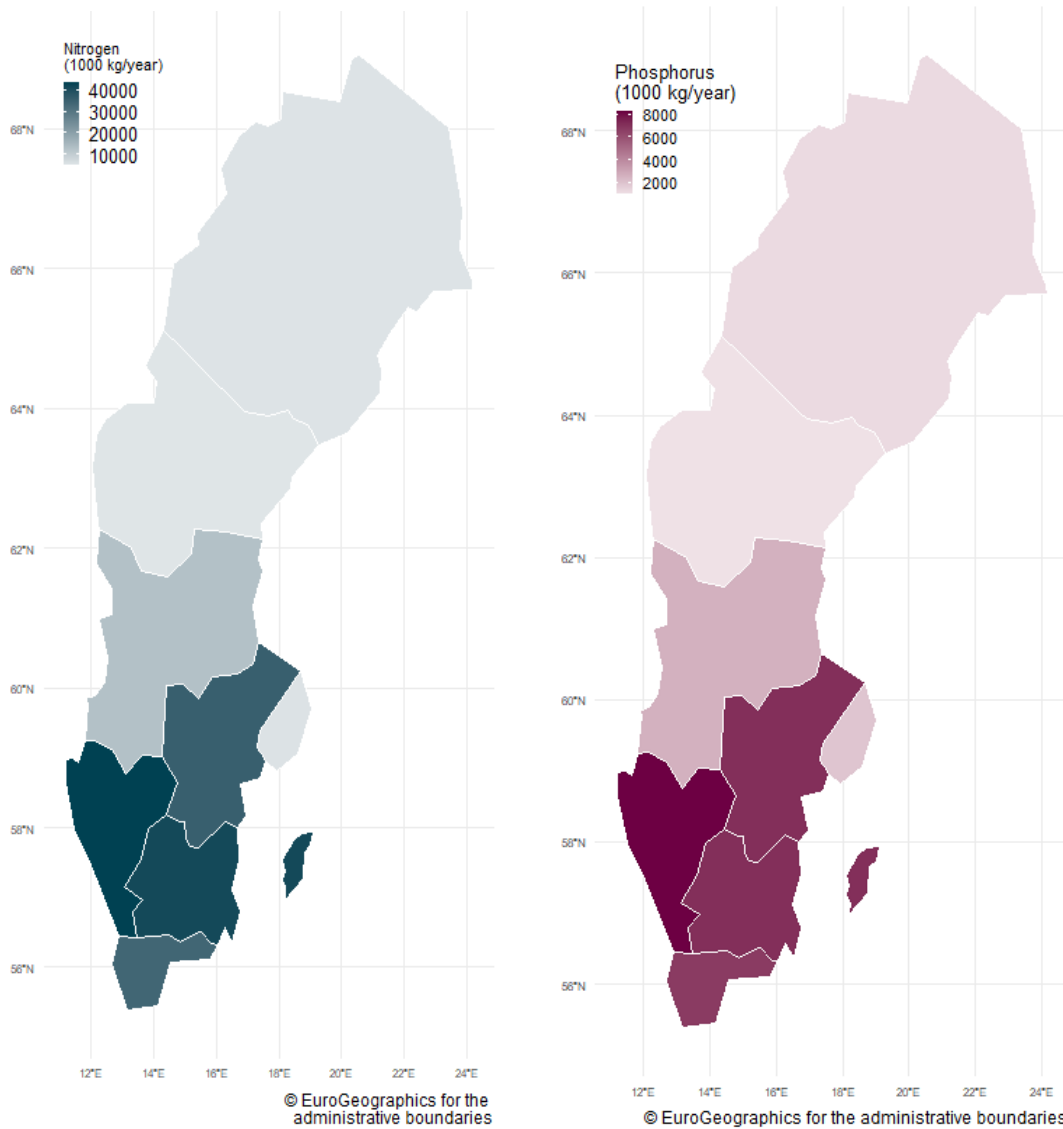 Nitrogen
(1000 kg/year)
40000
30000
20000
10000
68°N
66°N
64°N
62°N
60°N
58°N
56°N
12°E 14°E 16°E 18°E 20°E 22°E 24°E
© EuroGeographics for the
administrative boundaries
Phosphorus
(1000 kg/year)
8000
6000
4000
2000
68°N
66°N
64°N
62°N
60°N
58°N
56°N
12°E 14°E 16°E 18°E 20°E 22°E 24°E
© EuroGeographics for the administrative boundaries